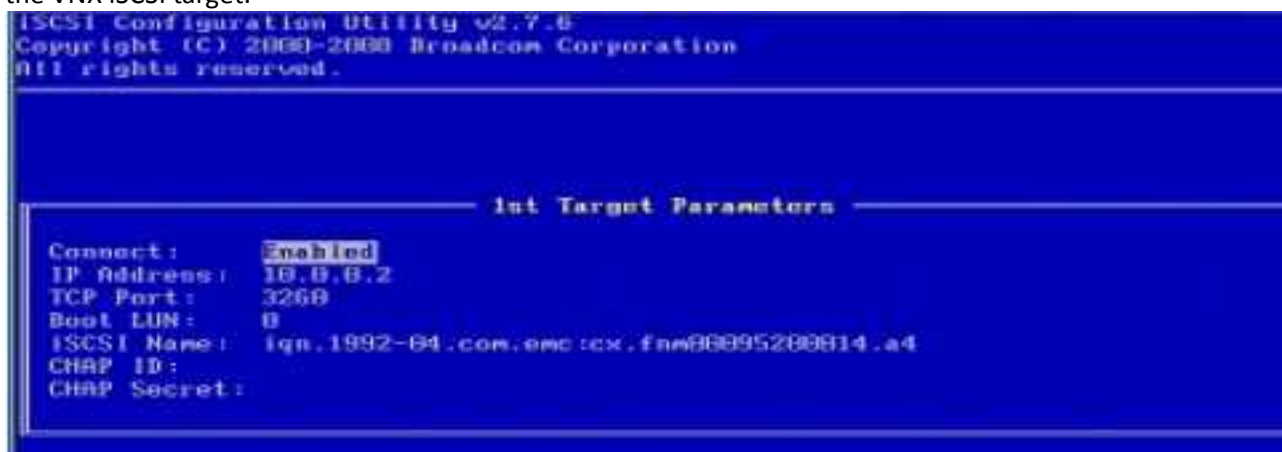 the VNX iSCSI target.
iSCSI Configuration Utility v2.7.6
Copyright (C) 2000-2008 Broadcom Corporation
All rights reserved.
1st Target Parameters
Connect: Enabled
IP Address: 10.0.0.2
TCP Port: 3260
Boot LUN: 0
iSCSI Name: iqn.1992-04.com.emc:cx.fnm00095200014.a4
CHAP ID:
CHAP Secret: